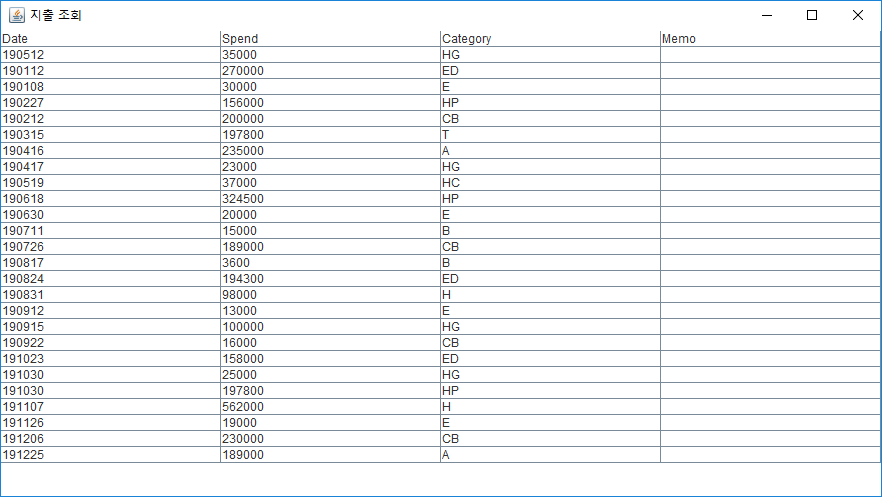 지출 조회
Date Spend Category Memo
190512 35000 HG
190112 270000 ED
190108 30000 E
190227 156000 HP
190212 200000 CB
190315 197800 T
190416 235000 A
190417 23000 HG
190519 37000 HC
190618 324500 HP
190630 20000 E
190711 15000 B
190726 189000 CB
190817 3600 B
190824 194300 ED
190831 98000 H
190912 13000 E
190915 100000 HG
190922 16000 CB
191023 158000 ED
191030 25000 HG
191030 197800 HP
191107 562000 H
191126 19000 E
191206 230000 CB
191225 189000 A